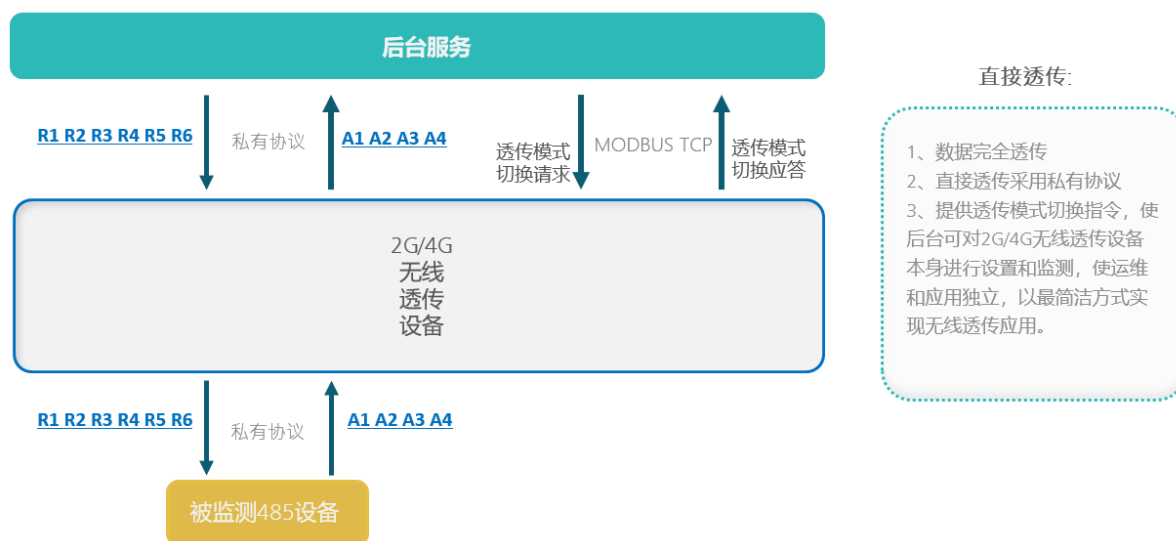 后台服务
R1 R2 R3 R4 R5 R6
私有协议
A1 A2 A3 A4
透传模式
切换请求
MODBUS TCP
透传模式
切换应答
2G/4G
无线
透传
设备
R1 R2 R3 R4 R5 R6
私有协议
A1 A2 A3 A4
被监测485设备
直接透传:
1、数据完全透传
2、直接透传采用私有协议
3、提供透传模式切换指令，使
后台可对2G/4G无线透传设备
本身进行设置和监测，使运维
和应用独立，以最简洁方式实
现无线透传应用。